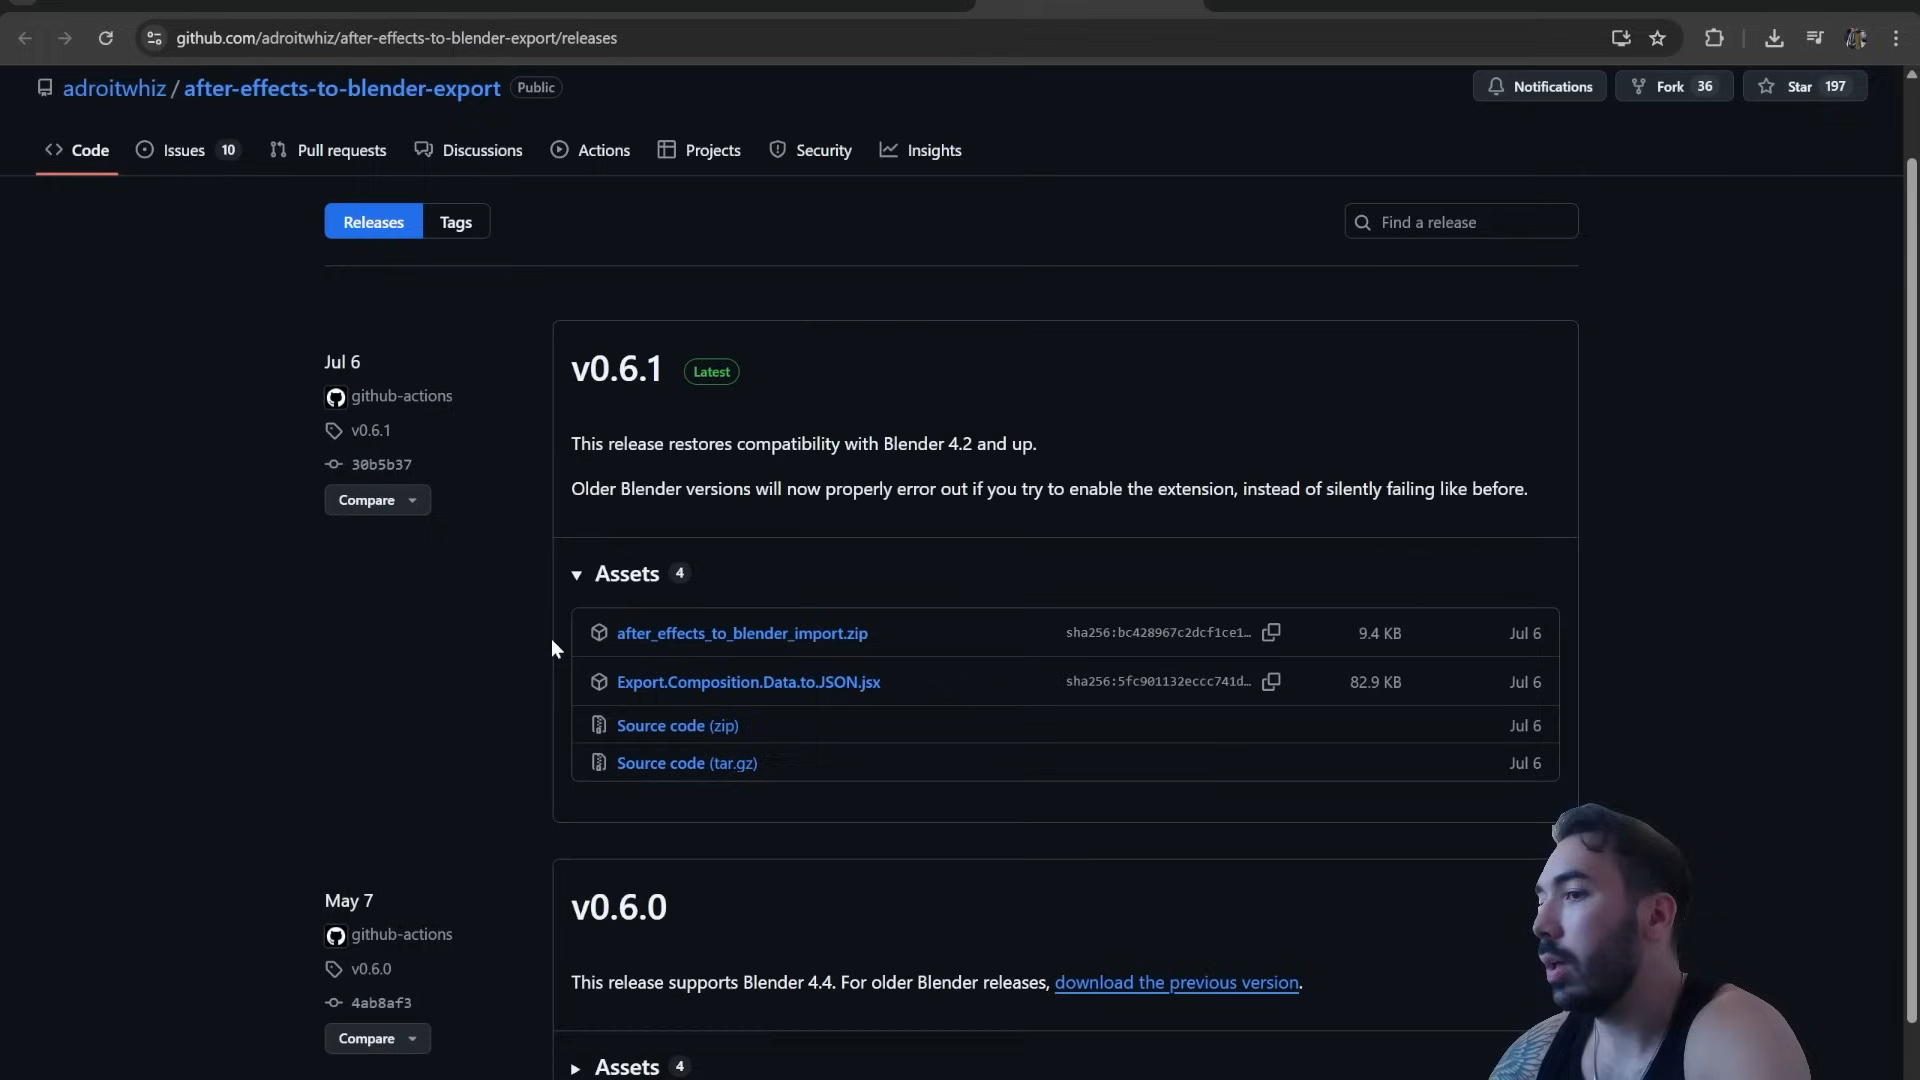 github.com/adroitwhiz/after-effects-to-blender-export/releases
adroitwhiz / after-effects-to-blender-export Public
Notifications Fork 36 Star 197
Code Issues 10 Pull requests Discussions Actions Projects Security Insights
Releases Tags Find a release
Jul 6
github-actions
v0.6.1
30b5b37
Compare
v0.6.1 Latest
This release restores compatibility with Blender 4.2 and up.
Older Blender versions will now properly error out if you try to enable the extension, instead of silently failing like before.
Assets 4
after_effects_to_blender_import.zip sha256:bc428967c2dcf1ce1… 9.4 KB Jul 6
Export.Composition.Data.to.JSON.jsx sha256:5fc901132eccc741d… 82.9 KB Jul 6
Source code (zip) Jul 6
Source code (tar.gz) Jul 6
May 7
github-actions
v0.6.0
4ab8af3
Compare
v0.6.0
This release supports Blender 4.4. For older Blender releases, download the previous version.
Assets 4